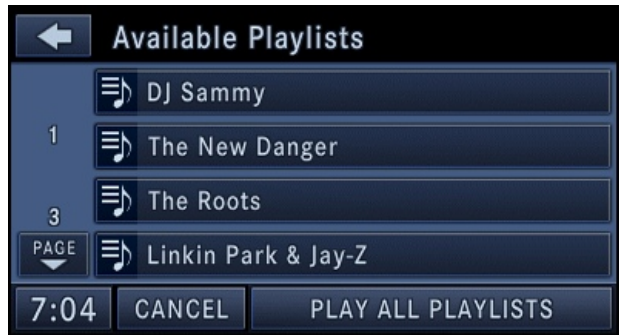 Available Playlists
DJ Sammy
1
The New Danger
The Roots
3
PAGE
Linkin Park & Jay-Z
7:04
CANCEL
PLAY ALL PLAYLISTS